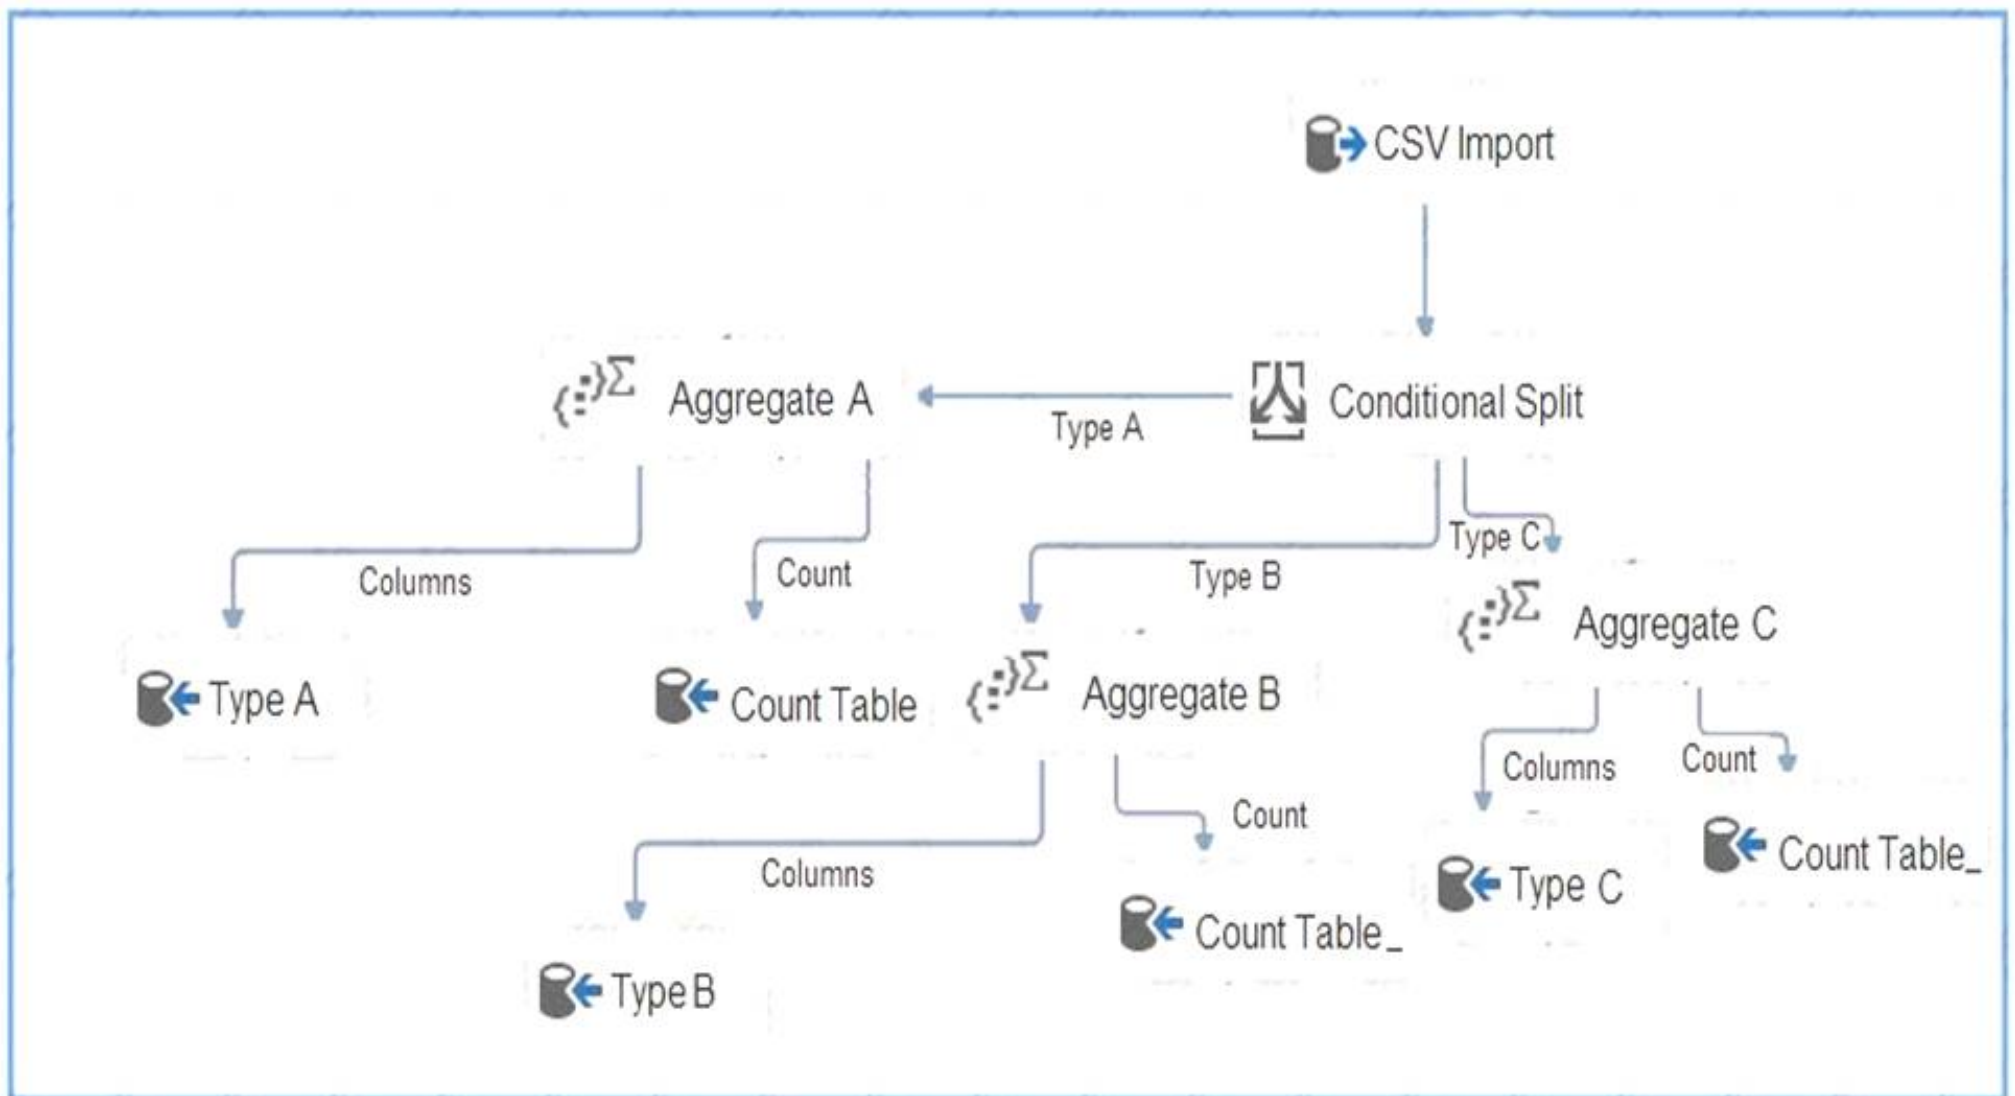 CSV Import
Aggregate A
Type A
Conditional Split
Columns
Count
Type B
Type C
Aggregate C
Type A
Count Table
Aggregate B
Columns
Count
Columns
Count
Type C
Count Table_
Count Table_
Type B